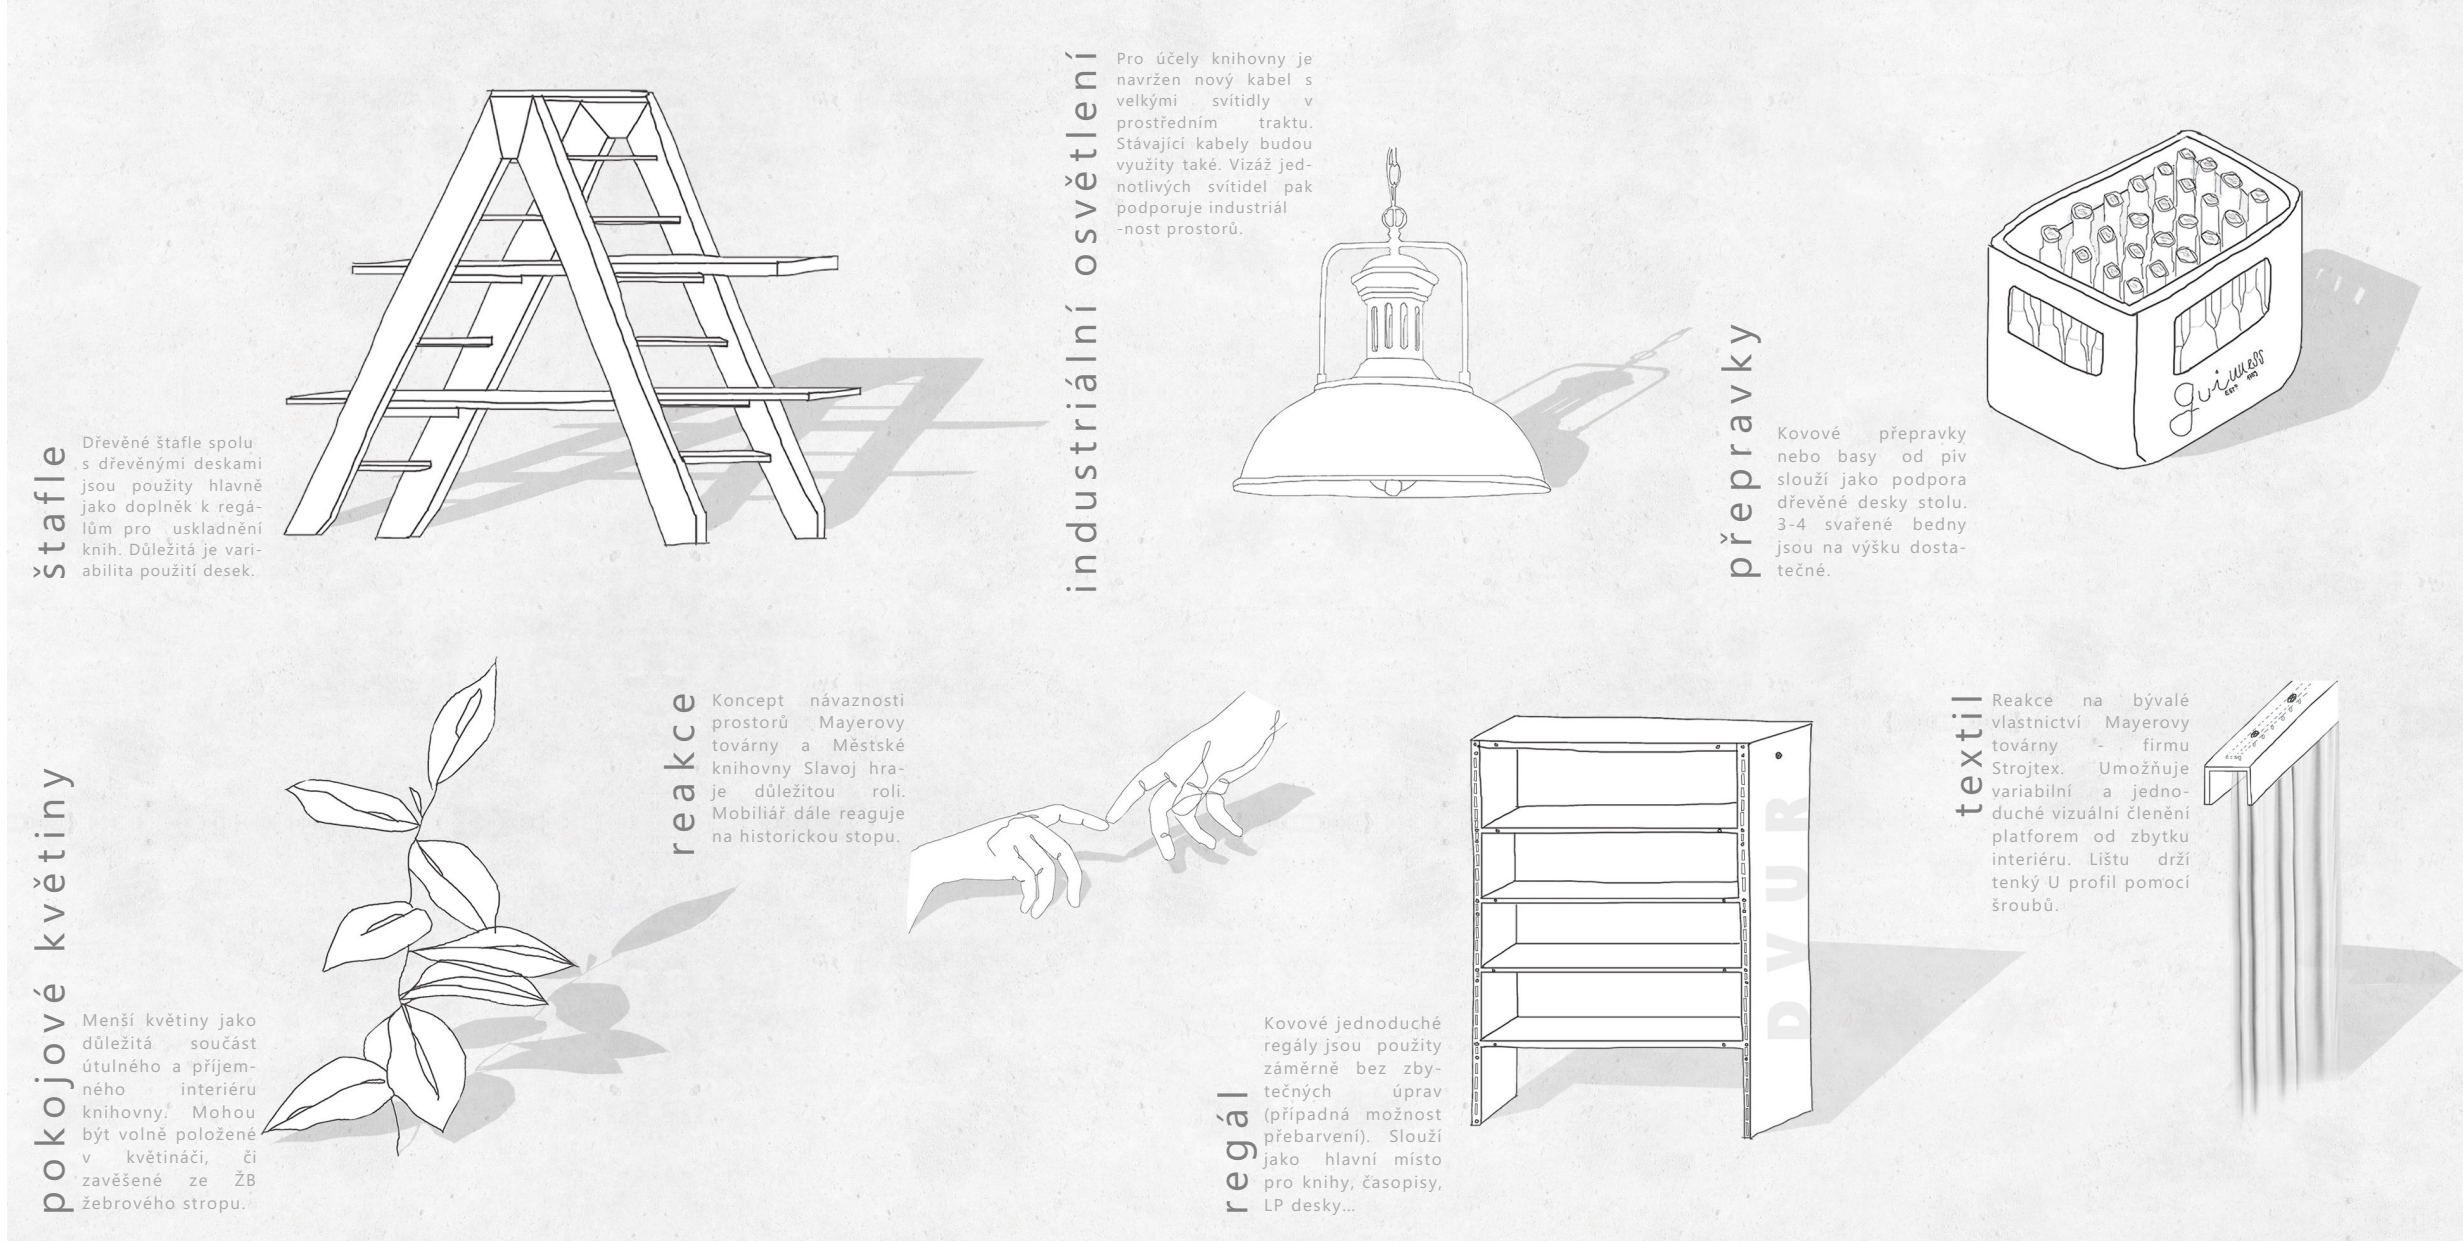 štafle
Dřevěné štafle spolu
s dřevěnými deskami
jsou použity hlavně
jako doplněk k regá-
lům pro uskladnění
knih. Důležitá je vari-
abilita použití desek.
industriální osvětlení
Pro účely knihovny je
navržen nový kabel s
velkými svítidly v
prostředním traktu.
Stávající kabely budou
využity také. Vizáž jed-
notlivých svítidel pak
podporuje industriál
-nost prostorů.
přepravky
Kovové přepravky
nebo basy od piv
slouží jako podpora
dřevěné desky stolu.
3-4 svařené bedny
jsou na výšku dosta-
tečné.
guinness
pokojové květiny
Menší květiny jako
důležitá součást
útulného a příjem-
ného interiéru
knihovny. Mohou
být volně položené
v květináči, či
zavěšené ze ŽB
žebrového stropu.
reakce
Koncept návaznosti
prostorů Mayerovy
továrny a Městské
knihovny Slavoj hra-
je důležitou roli.
Mobiliář dále reaguje
na historickou stopu.
regál
Kovové jednoduché
regály jsou použity
záměrně bez zby-
tečných úprav
(případná možnost
přebarvení). Slouží
jako hlavní místo
pro knihy, časopisy,
LP desky...
DVUR
textil
Reakce na bývalé
vlastnictví Mayerovy
továrny - firmu
Strojtex. Umožňuje
variabilní a jedno-
duché vizuální členění
platforem od zbytku
interiéru. Lištu drží
tenký U profil pomocí
šroubů.